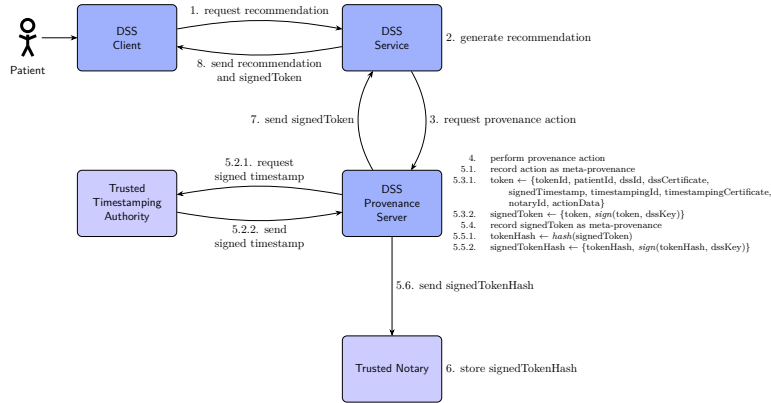 1. request recommendation
DSS
Client
DSS
Service
2. generate recommendation
Patient
8. send recommendation
and signedToken
7. send signedToken
3. request provenance action
5.2.1. request
signed timestamp
Trusted
Timestamping
Authority
DSS
Provenance
Server
5.2.2. send
signed timestamp
4. perform provenance action
5.1. record action as meta-provenance
5.3.1. token ← {tokenId, patientId, dssId, dssCertificate,
signedTimestamp, timestampingId, timestampingCertificate,
notaryId, actionData}
5.3.2. signedToken ← {token, sign(token, dssKey)}
5.4. record signedToken as meta-provenance
5.5.1. tokenHash ← hash(signedToken)
5.5.2. signedTokenHash ← {tokenHash, sign(tokenHash, dssKey)}
5.6. send signedTokenHash
Trusted Notary
6. store signedTokenHash